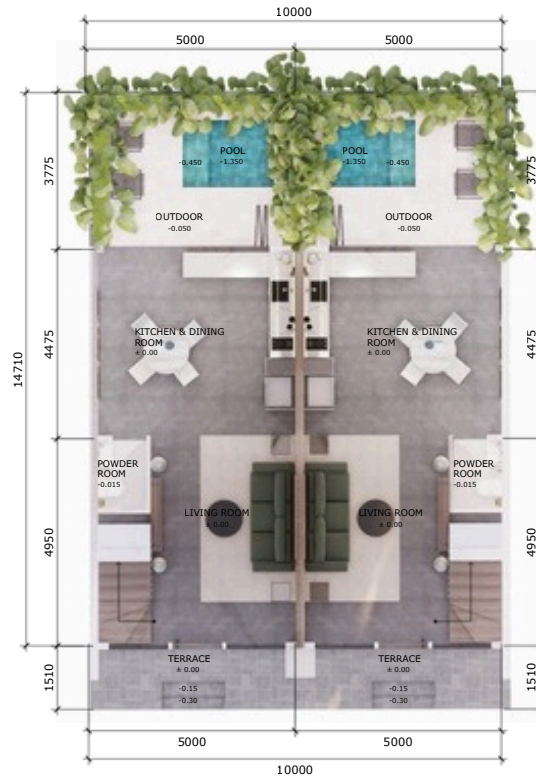 10000
5000
5000
POOL
-1.350
-0.450
POOL
-1.350
-0.450
3775
3775
OUTDOOR
-0.050
OUTDOOR
-0.050
KITCHEN & DINING
ROOM
± 0.00
KITCHEN & DINING
ROOM
± 0.00
4475
4475
14710
POWDER
ROOM
-0.015
POWDER
ROOM
-0.015
LIVING ROOM
± 0.00
LIVING ROOM
± 0.00
4950
4950
TERRACE
± 0.00
-0.15
-0.30
TERRACE
± 0.00
-0.15
-0.30
1510
1510
5000
5000
10000